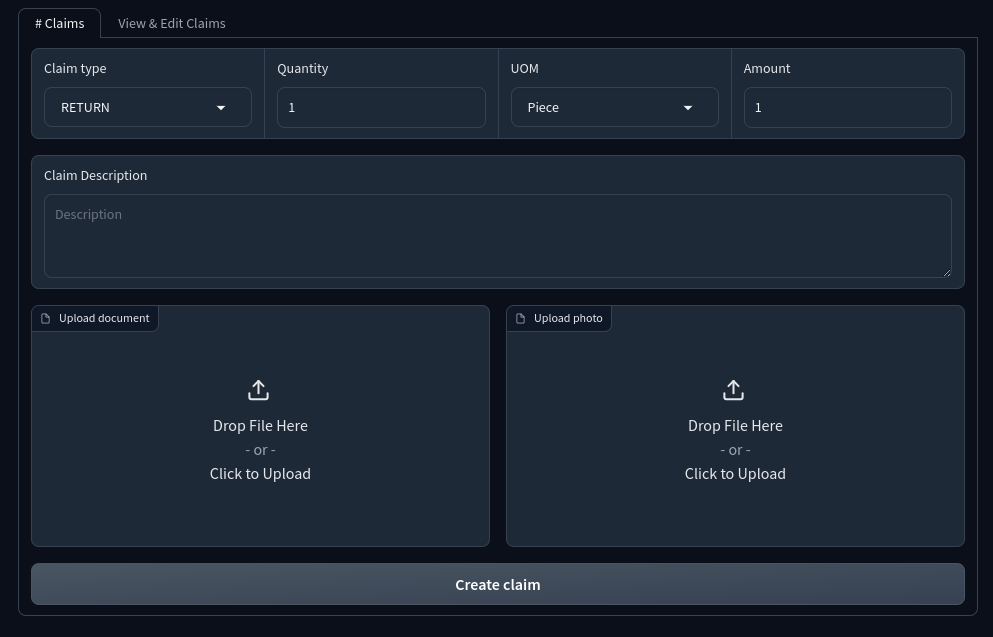 # Claims View & Edit Claims
Claim type Quantity UOM Amount
RETURN 1 Piece 1
Claim Description
Description
Upload document Upload photo
Drop File Here Drop File Here
- or - - or -
Click to Upload Click to Upload
Create claim